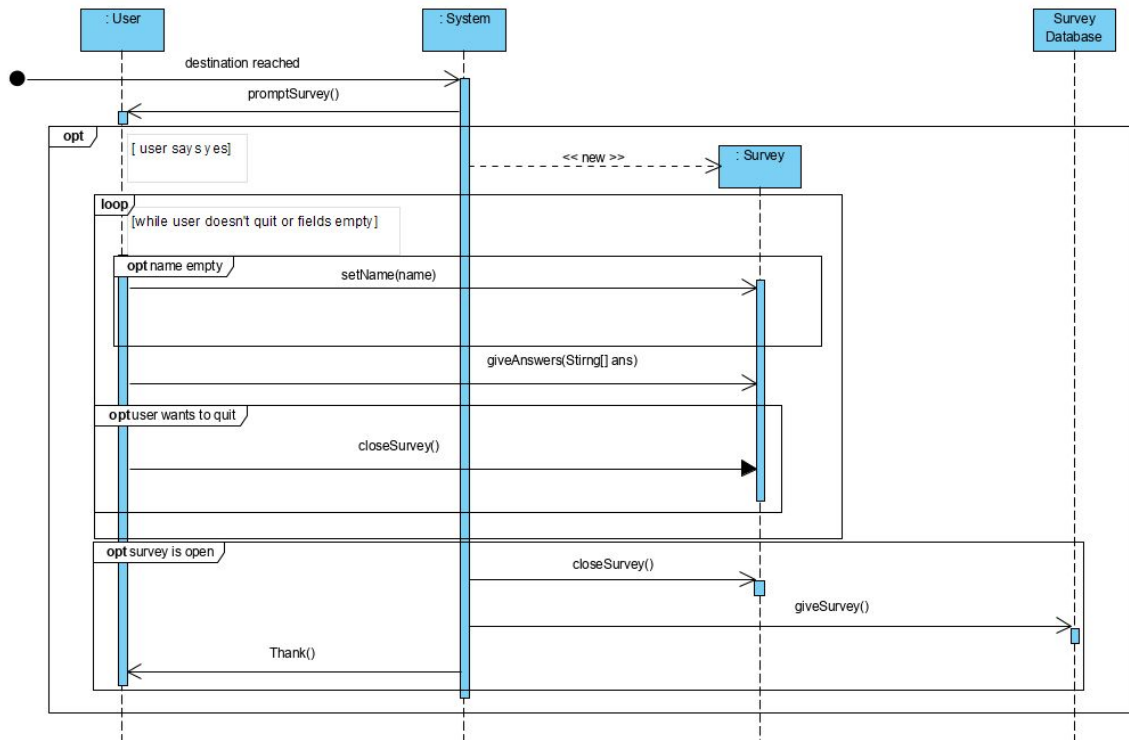 : User
: System
Survey
Database
destination reached
promptSurvey()
opt
[ user says yes]
<< new >>
: Survey
loop
[while user doesn't quit or fields empty]
opt name empty
setName(name)
giveAnswers(Stirng[] ans)
opt user wants to quit
closeSurvey()
opt survey is open
closeSurvey()
giveSurvey()
Thank()